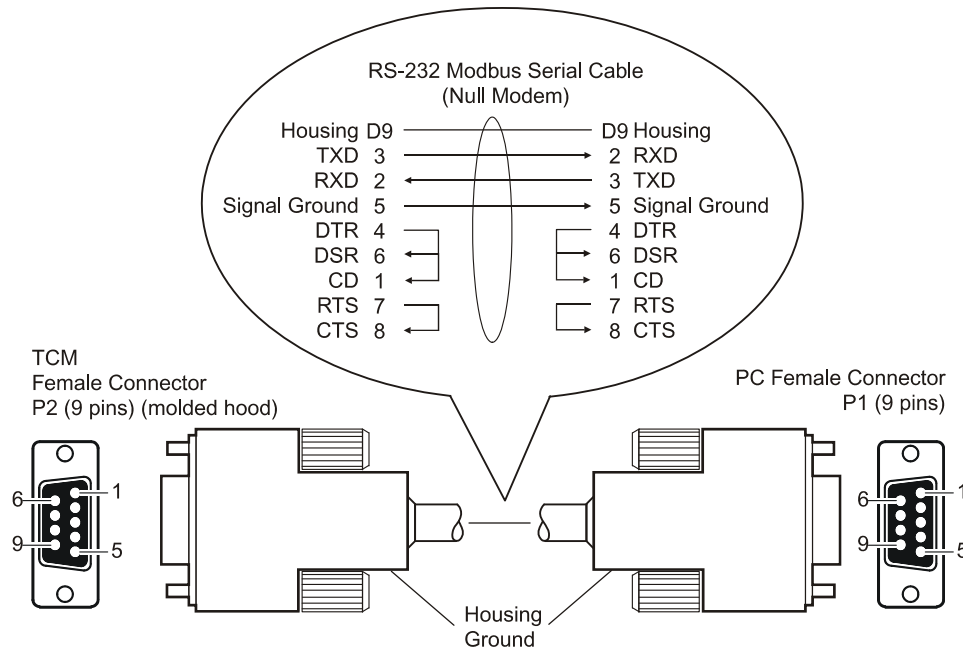 RS-232 Modbus Serial Cable
(Null Modem)
Housing D9 D9 Housing
TXD 3 2 RXD
RXD 2 3 TXD
Signal Ground 5 5 Signal Ground
DTR 4 4 DTR
DSR 6 6 DSR
CD 1 1 CD
RTS 7 7 RTS
CTS 8 8 CTS
TCM
Female Connector
P2 (9 pins) (molded hood)
PC Female Connector
P1 (9 pins)
6 1
9 5
6 1
9 5
Housing
Ground